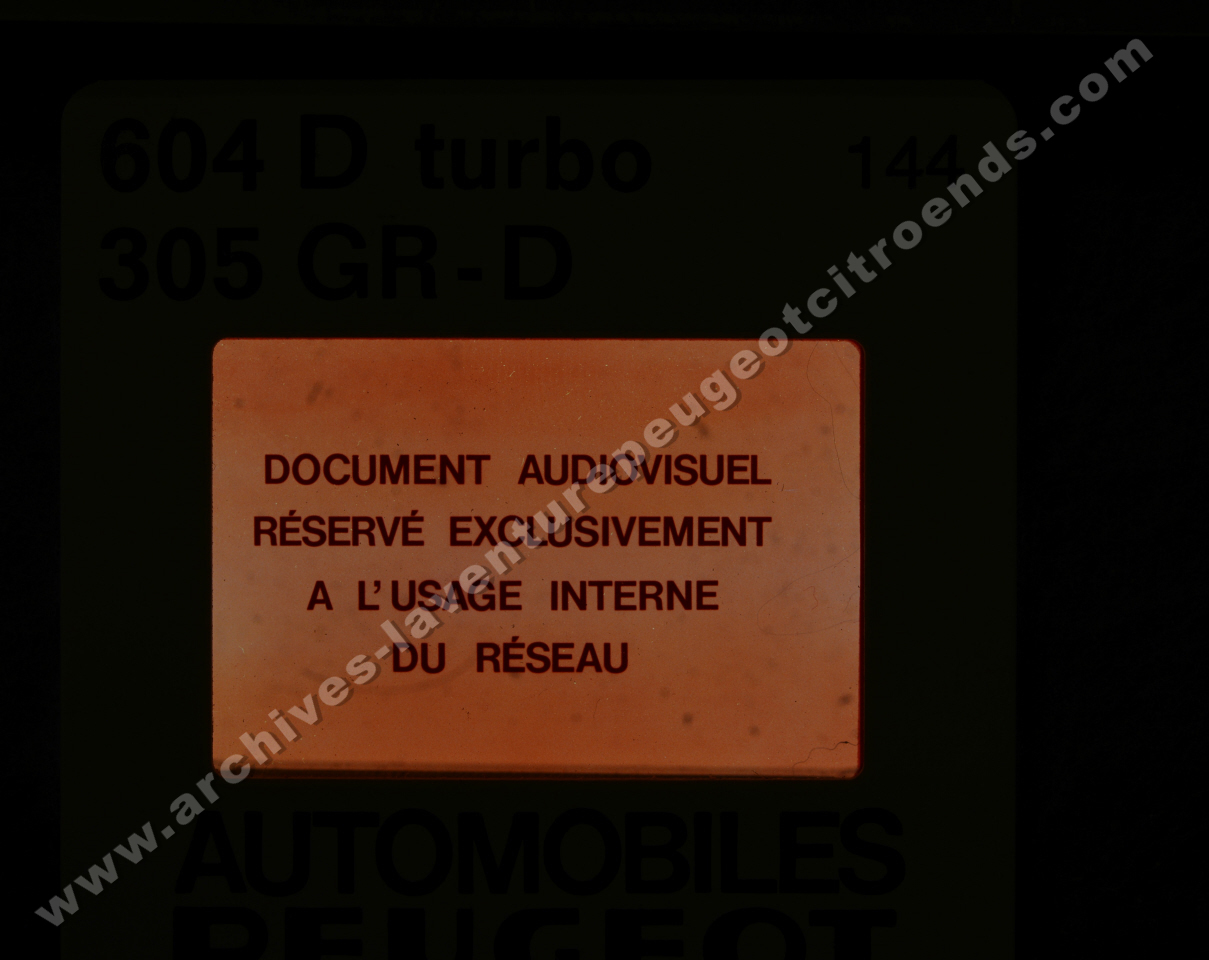 604 D turbo 144
305 GR-D
DOCUMENT AUDIOVISUEL
RÉSERVÉ EXCLUSIVEMENT
A L'USAGE INTERNE
DU RÉSEAU
AUTOMOBILES
PEUGEOT
www.archives-laventurepeugeotcitroends.com